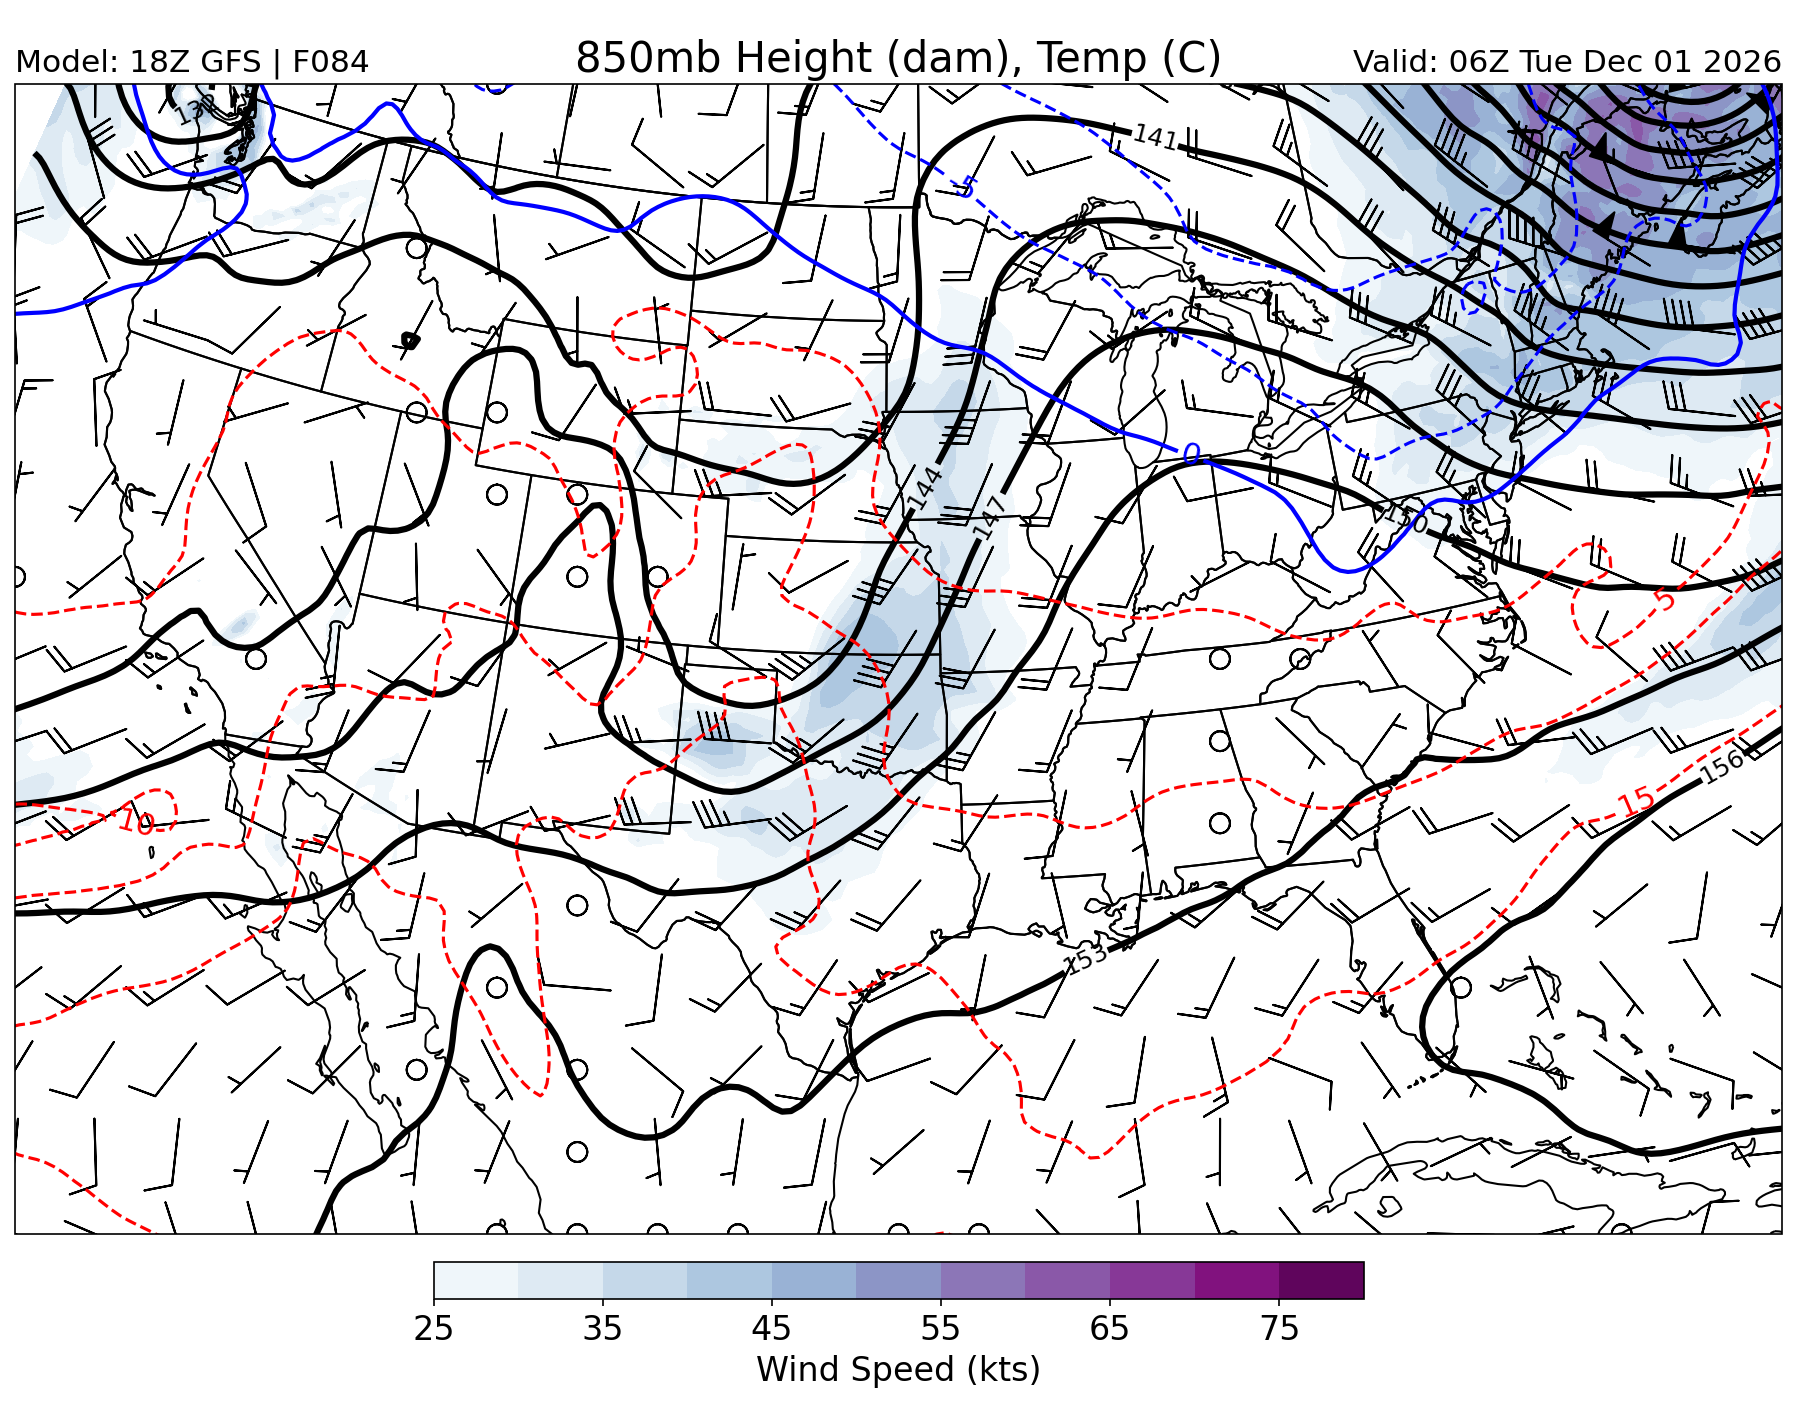 850mb Height (dam), Temp (C)
Model: 18Z GFS | F084
Valid: 06Z Tue Dec 01 2026
141
-5
0
144
147
150
5
156
15
10
153
25 35 45 55 65 75
Wind Speed (kts)